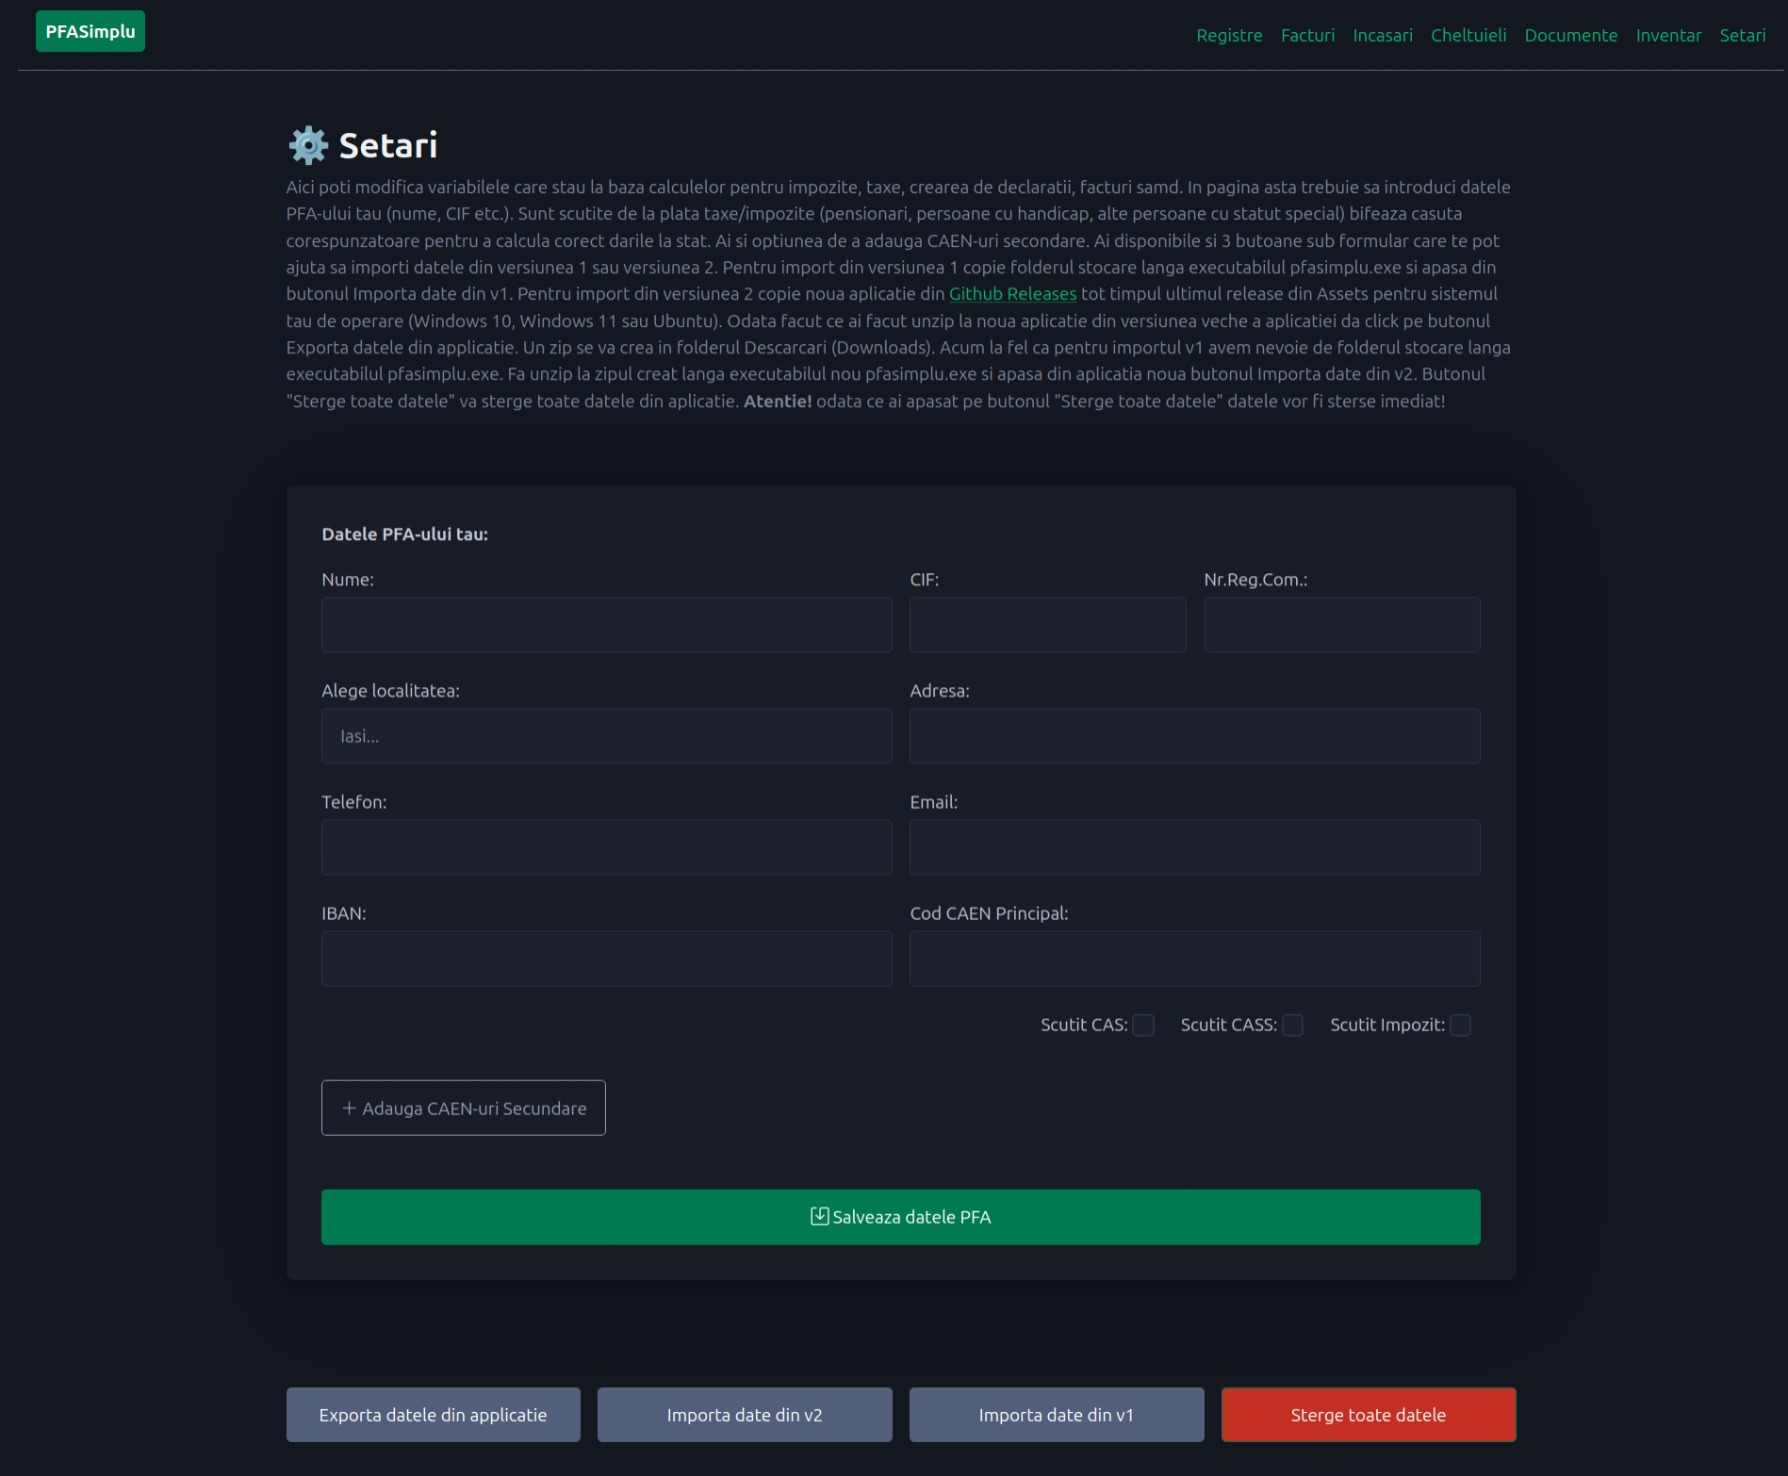 PFASimplu
Registre Facturi Incasari Cheltuieli Documente Inventar Setari
Setari
Aici poti modifica variabilele care stau la baza calculelor pentru impozite, taxe, crearea de declaratii, facturi samd. In pagina asta trebuie sa introduci datele
PFA-ului tau (nume, CIF etc.). Sunt scutite de la plata taxe/impozite (pensionari, persoane cu handicap, alte persoane cu statut special) bifeaza casuta
corespunzatoare pentru a calcula corect darile la stat. Ai si optiunea de a adauga CAEN-uri secondare. Ai disponibile si 3 butoane sub formular care te pot
ajuta sa importi datele din versiunea 1 sau versiunea 2. Pentru import din versiunea 1 copie folderul stocare langa executabilul pfasimplu.exe si apasa din
butonul Importa date din v1. Pentru import din versiunea 2 copie noua aplicatie din Github Releases tot timpul ultimul release din Assets pentru sistemul
tau de operare (Windows 10, Windows 11 sau Ubuntu). Odata facut ce ai facut unzip la noua aplicatie din versiunea veche a aplicatiei da click pe butonul
Exporta datele din applicatie. Un zip se va crea in folderul Descarcari (Downloads). Acum la fel ca pentru importul v1 avem nevoie de folderul stocare langa
executabilul pfasimplu.exe. Fa unzip la zipul creat langa executabilul nou pfasimplu.exe si apasa din aplicatia noua butonul Importa date din v2. Butonul
"Sterge toate datele" va sterge toate datele din aplicatie. Atentie! odata ce ai apasat pe butonul "Sterge toate datele" datele vor fi sterse imediat!
Datele PFA-ului tau:
Nume: CIF: Nr.Reg.Com.:
Alege localitatea: Adresa:
Iasi...
Telefon: Email:
IBAN: Cod CAEN Principal:
Scutit CAS: Scutit CASS: Scutit Impozit:
+ Adauga CAEN-uri Secundare
Salveaza datele PFA
Exporta datele din applicatie Importa date din v2 Importa date din v1 Sterge toate datele